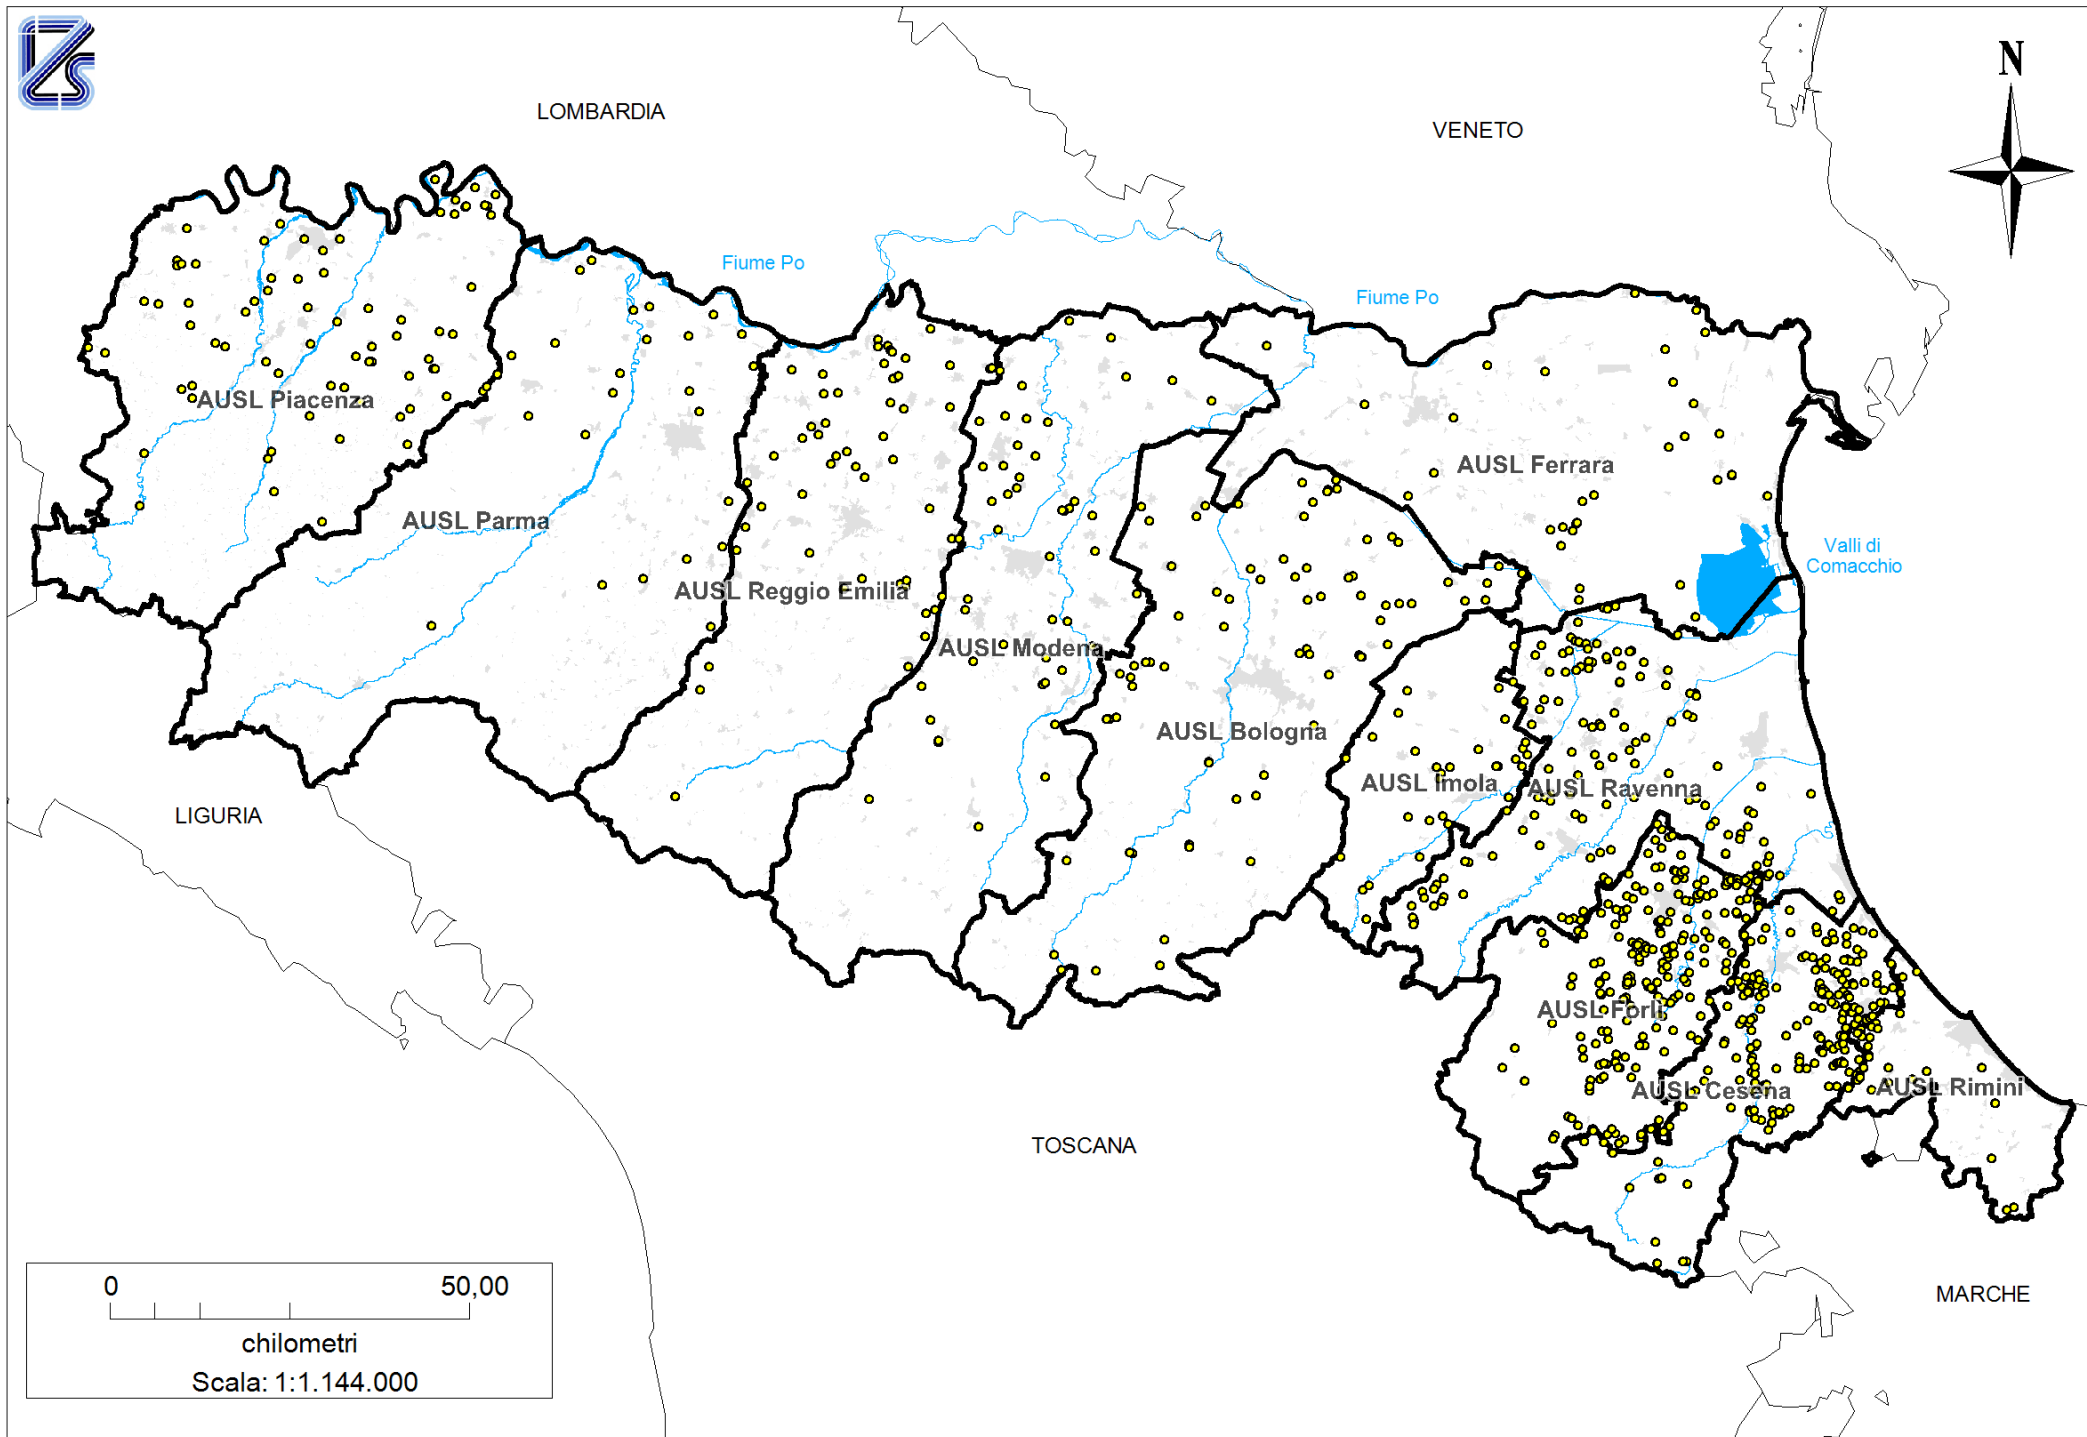 N
LOMBARDIA
VENETO
Fiume Po
Fiume Po
AUSL Piacenza
AUSL Ferrara
AUSL Parma
Valli di
Comacchio
AUSL Reggio Emilia
AUSL Modena
AUSL Bologna
AUSL Imola
AUSL Ravenna
LIGURIA
AUSL Forlì
AUSL Cesena
AUSL Rimini
TOSCANA
MARCHE
0 50,00
chilometri
Scala: 1:1.144.000